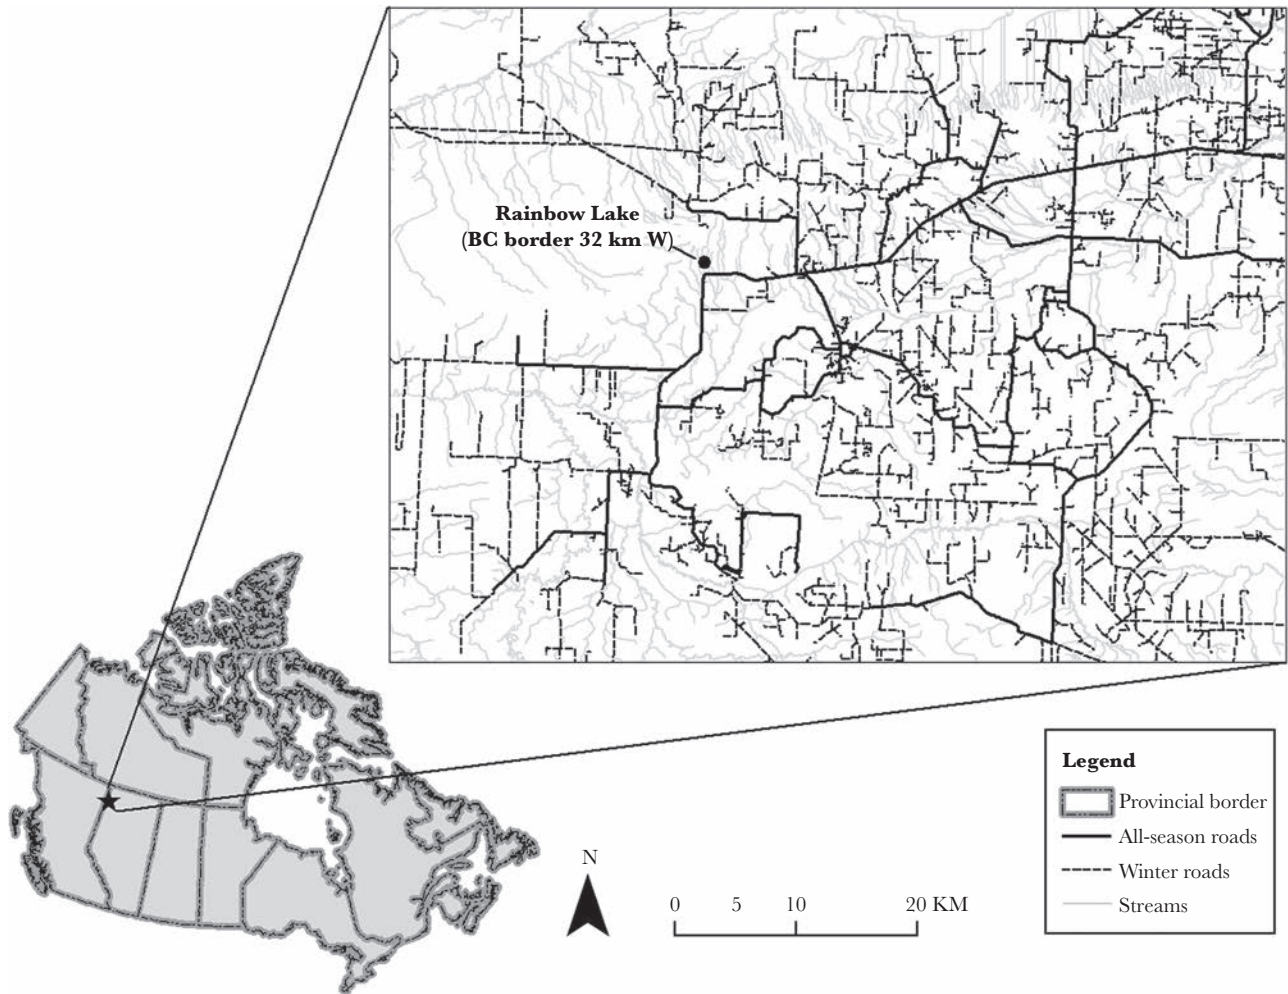 Rainbow Lake
(BC border 32 km W)
Legend
Provincial border
All-season roads
Winter roads
Streams
N
0 5 10 20 KM